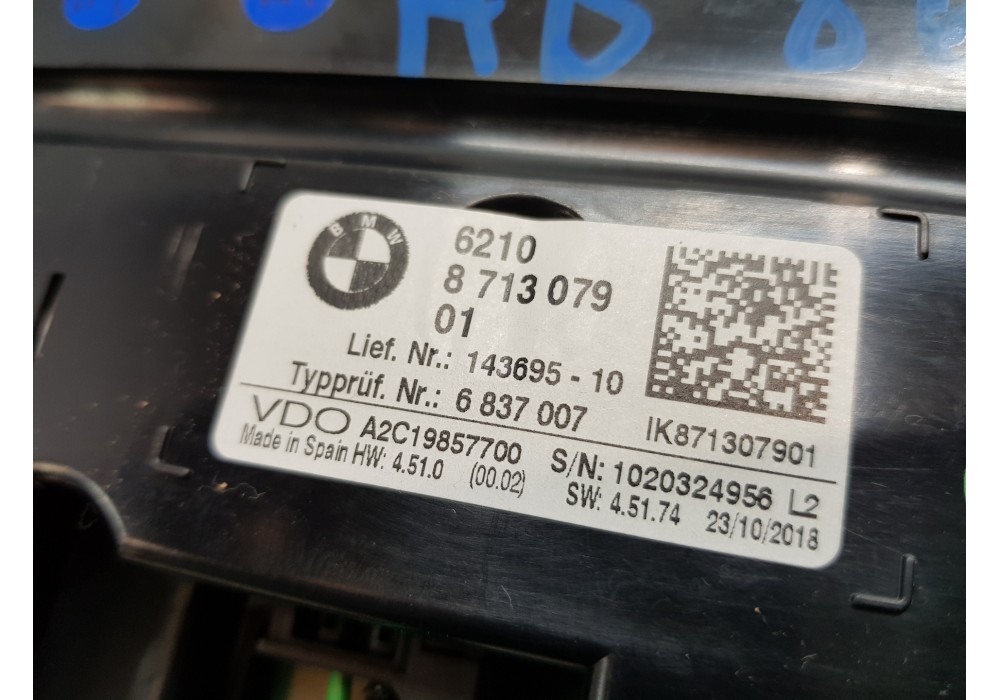 BMW
6210
8 713 079
01
Lief. Nr.: 143695 - 10
Typprüf. Nr.: 6 837 007
IK871307901
VDO A2C19857700 S/N: 1020324956 L2
Made in Spain HW: 4.51.0 (00.02) SW: 4.51.74 23/10/2018